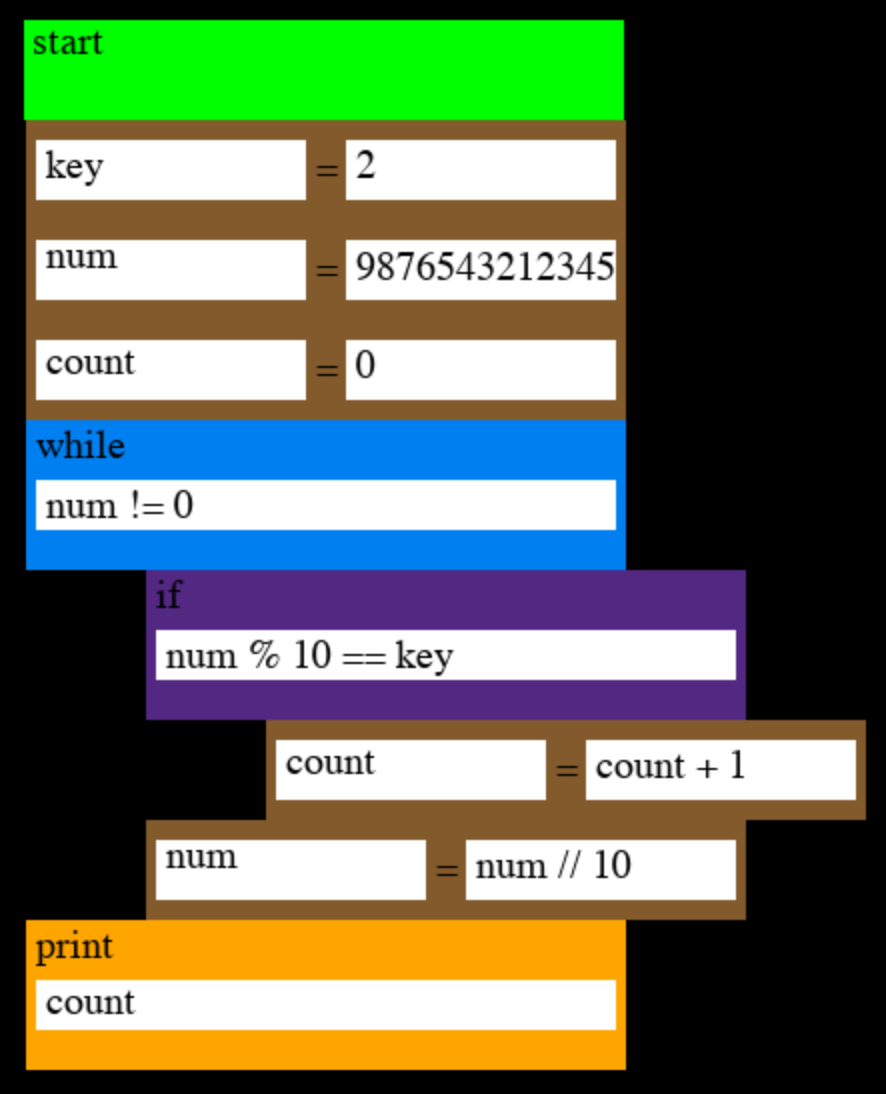 start
key = 2
num = 9876543212345
count = 0
while
num != 0
if
num % 10 == key
count = count + 1
num = num // 10
print
count